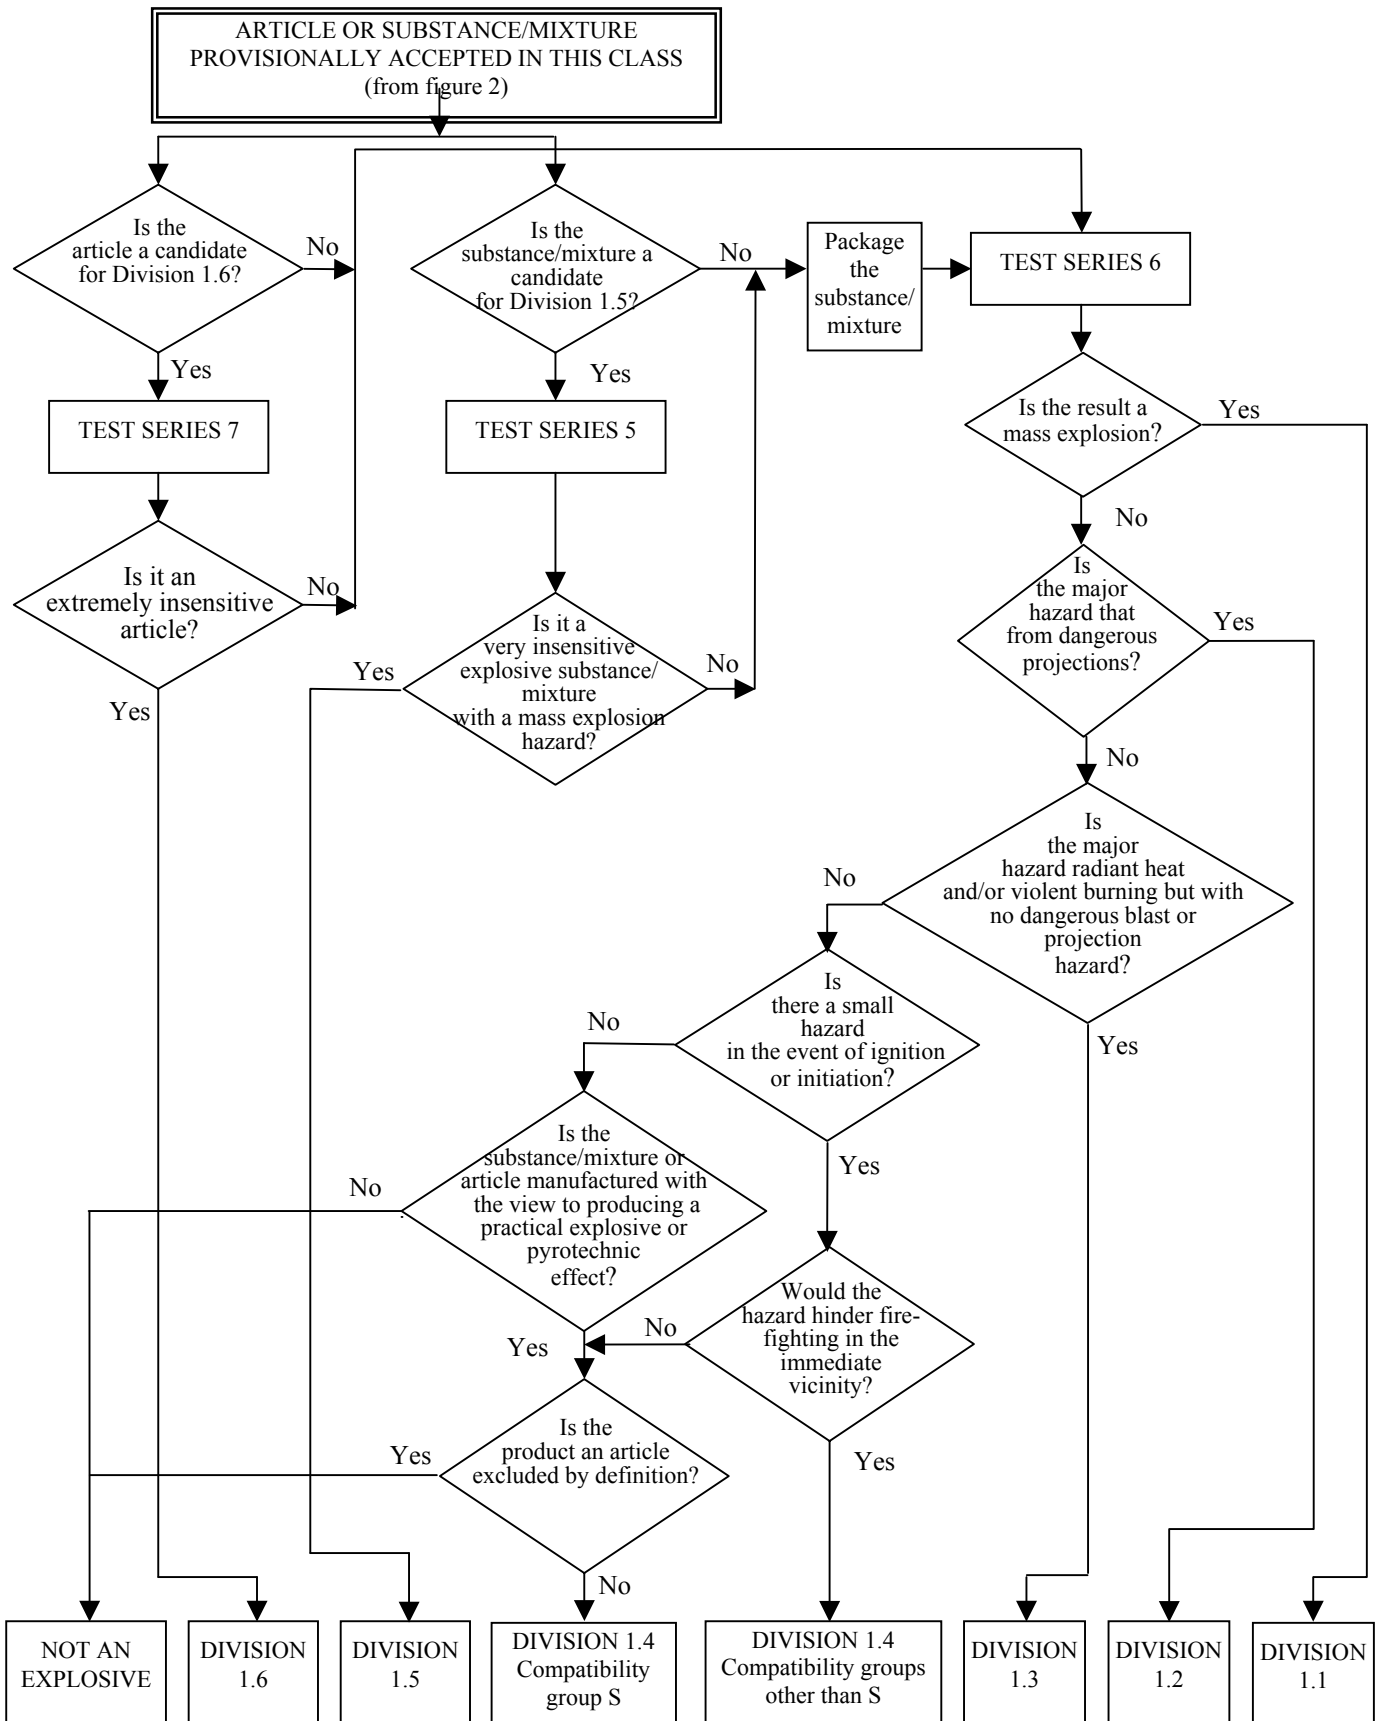 ARTICLE OR SUBSTANCE/MIXTURE
PROVISIONALLY ACCEPTED IN THIS CLASS
(from figure 2)
Is the
article a candidate
for Division 1.6?
No
Is the
substance/mixture a
candidate
for Division 1.5?
No
Package
the
substance/
mixture
TEST SERIES 6
Yes
Yes
TEST SERIES 7
TEST SERIES 5
Is the result a
mass explosion?
Yes
No
Is it an
extremely insensitive
article?
No
Yes
Is it a
very insensitive
explosive substance/
mixture
with a mass explosion
hazard?
Yes
No
Is
the major
hazard that
from dangerous
projections?
Yes
No
Is
the major
hazard radiant heat
and/or violent burning but with
no dangerous blast or
projection
hazard?
No
Yes
Is
there a small
hazard
in the event of ignition
or initiation?
No
Yes
Is the
substance/mixture or
article manufactured with
the view to producing a
practical explosive or
pyrotechnic
effect?
No
Yes
Would the
hazard hinder fire-
fighting in the
immediate
vicinity?
No
Yes
Is the
product an article
excluded by definition?
Yes
No
NOT AN
EXPLOSIVE
DIVISION
1.6
DIVISION
1.5
DIVISION 1.4
Compatibility
group S
DIVISION 1.4
Compatibility groups
other than S
DIVISION
1.3
DIVISION
1.2
DIVISION
1.1